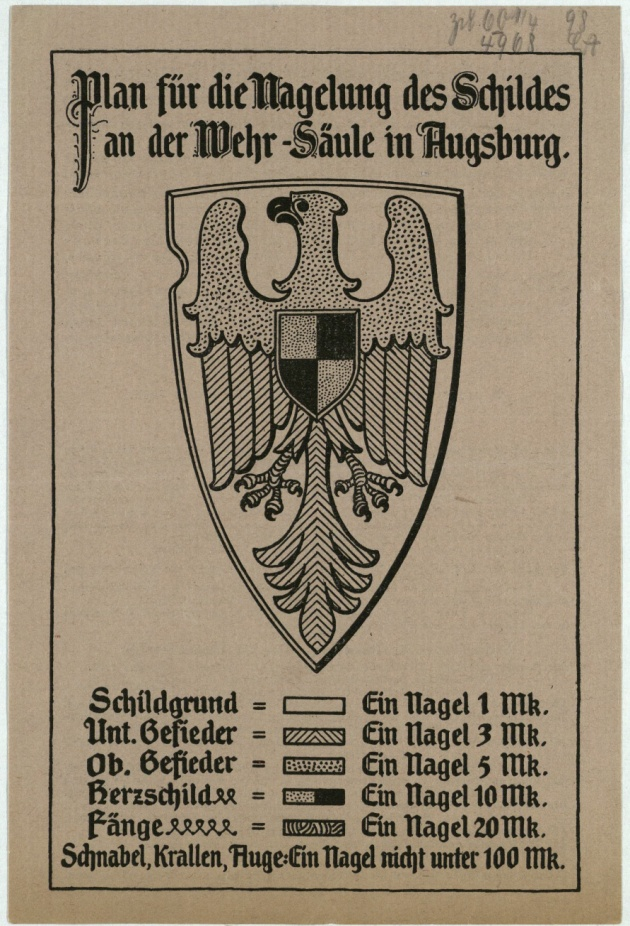 Plan für die Nagelung des Schildes
an der Wehr-Säule in Augsburg.
Schildgrund = Ein Nagel 1 Mk.
Unt. Gefieder = Ein Nagel 3 Mk.
Ob. Gefieder = Ein Nagel 5 Mk.
Herzschild = Ein Nagel 10 Mk.
Fänge = Ein Nagel 20 Mk.
Schnabel, Krallen, Auge: Ein Nagel nicht unter 100 Mk.